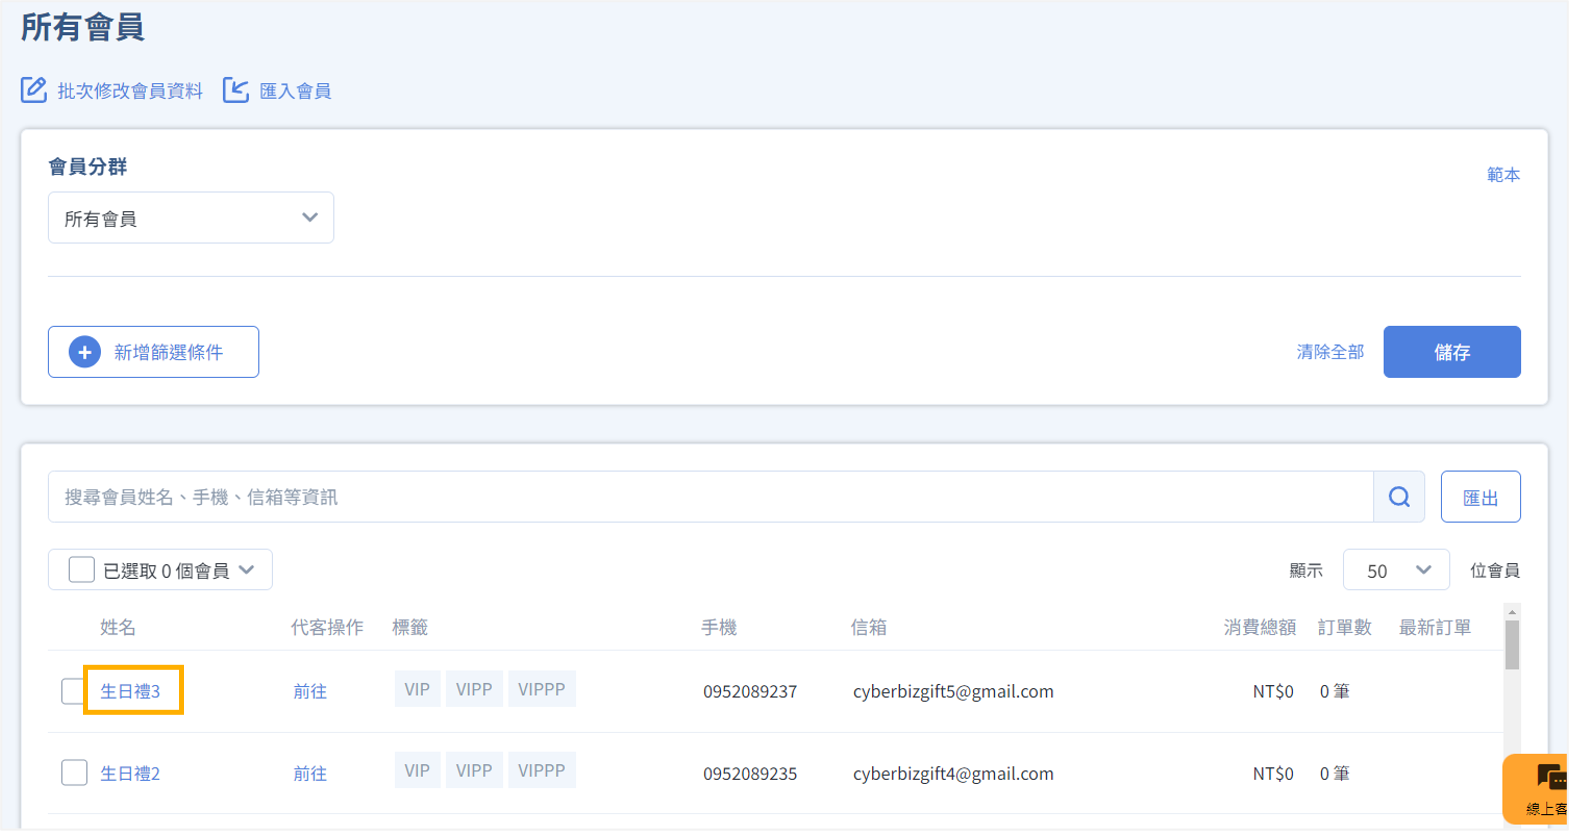 所有會員
批次修改會員資料 匯入會員
會員分群
範本
所有會員
新增篩選條件 清除全部 儲存
搜尋會員姓名、手機、信箱等資訊 匯出
已選取 0 個會員 顯示 50 位會員
姓名 代客操作 標籤 手機 信箱 消費總額 訂單數 最新訂單
生日禮3 前往 VIP VIPP VIPPP 0952089237 cyberbizgift5@gmail.com NT$0 0 筆
生日禮2 前往 VIP VIPP VIPPP 0952089235 cyberbizgift4@gmail.com NT$0 0 筆
線上客